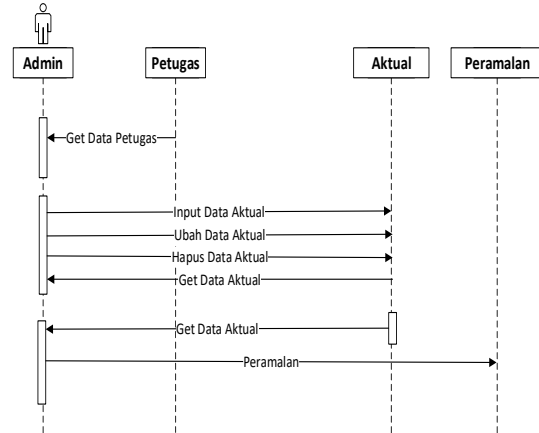 Admin
Petugas
Aktual
Peramalan
Get Data Petugas
Input Data Aktual
Ubah Data Aktual
Hapus Data Aktual
Get Data Aktual
Get Data Aktual
Peramalan